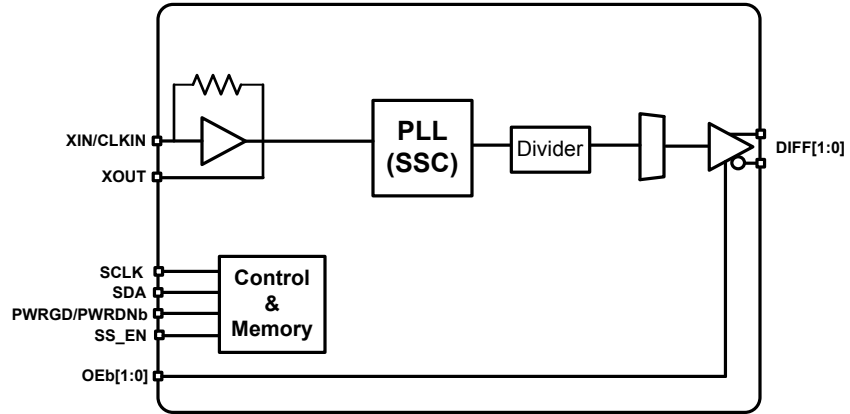 XIN/CLKIN
XOUT
PLL
(SSC)
Divider
DIFF[1:0]
SCLK
SDA
PWRGD/PWRDNb
SS_EN
Control
&
Memory
OEb[1:0]